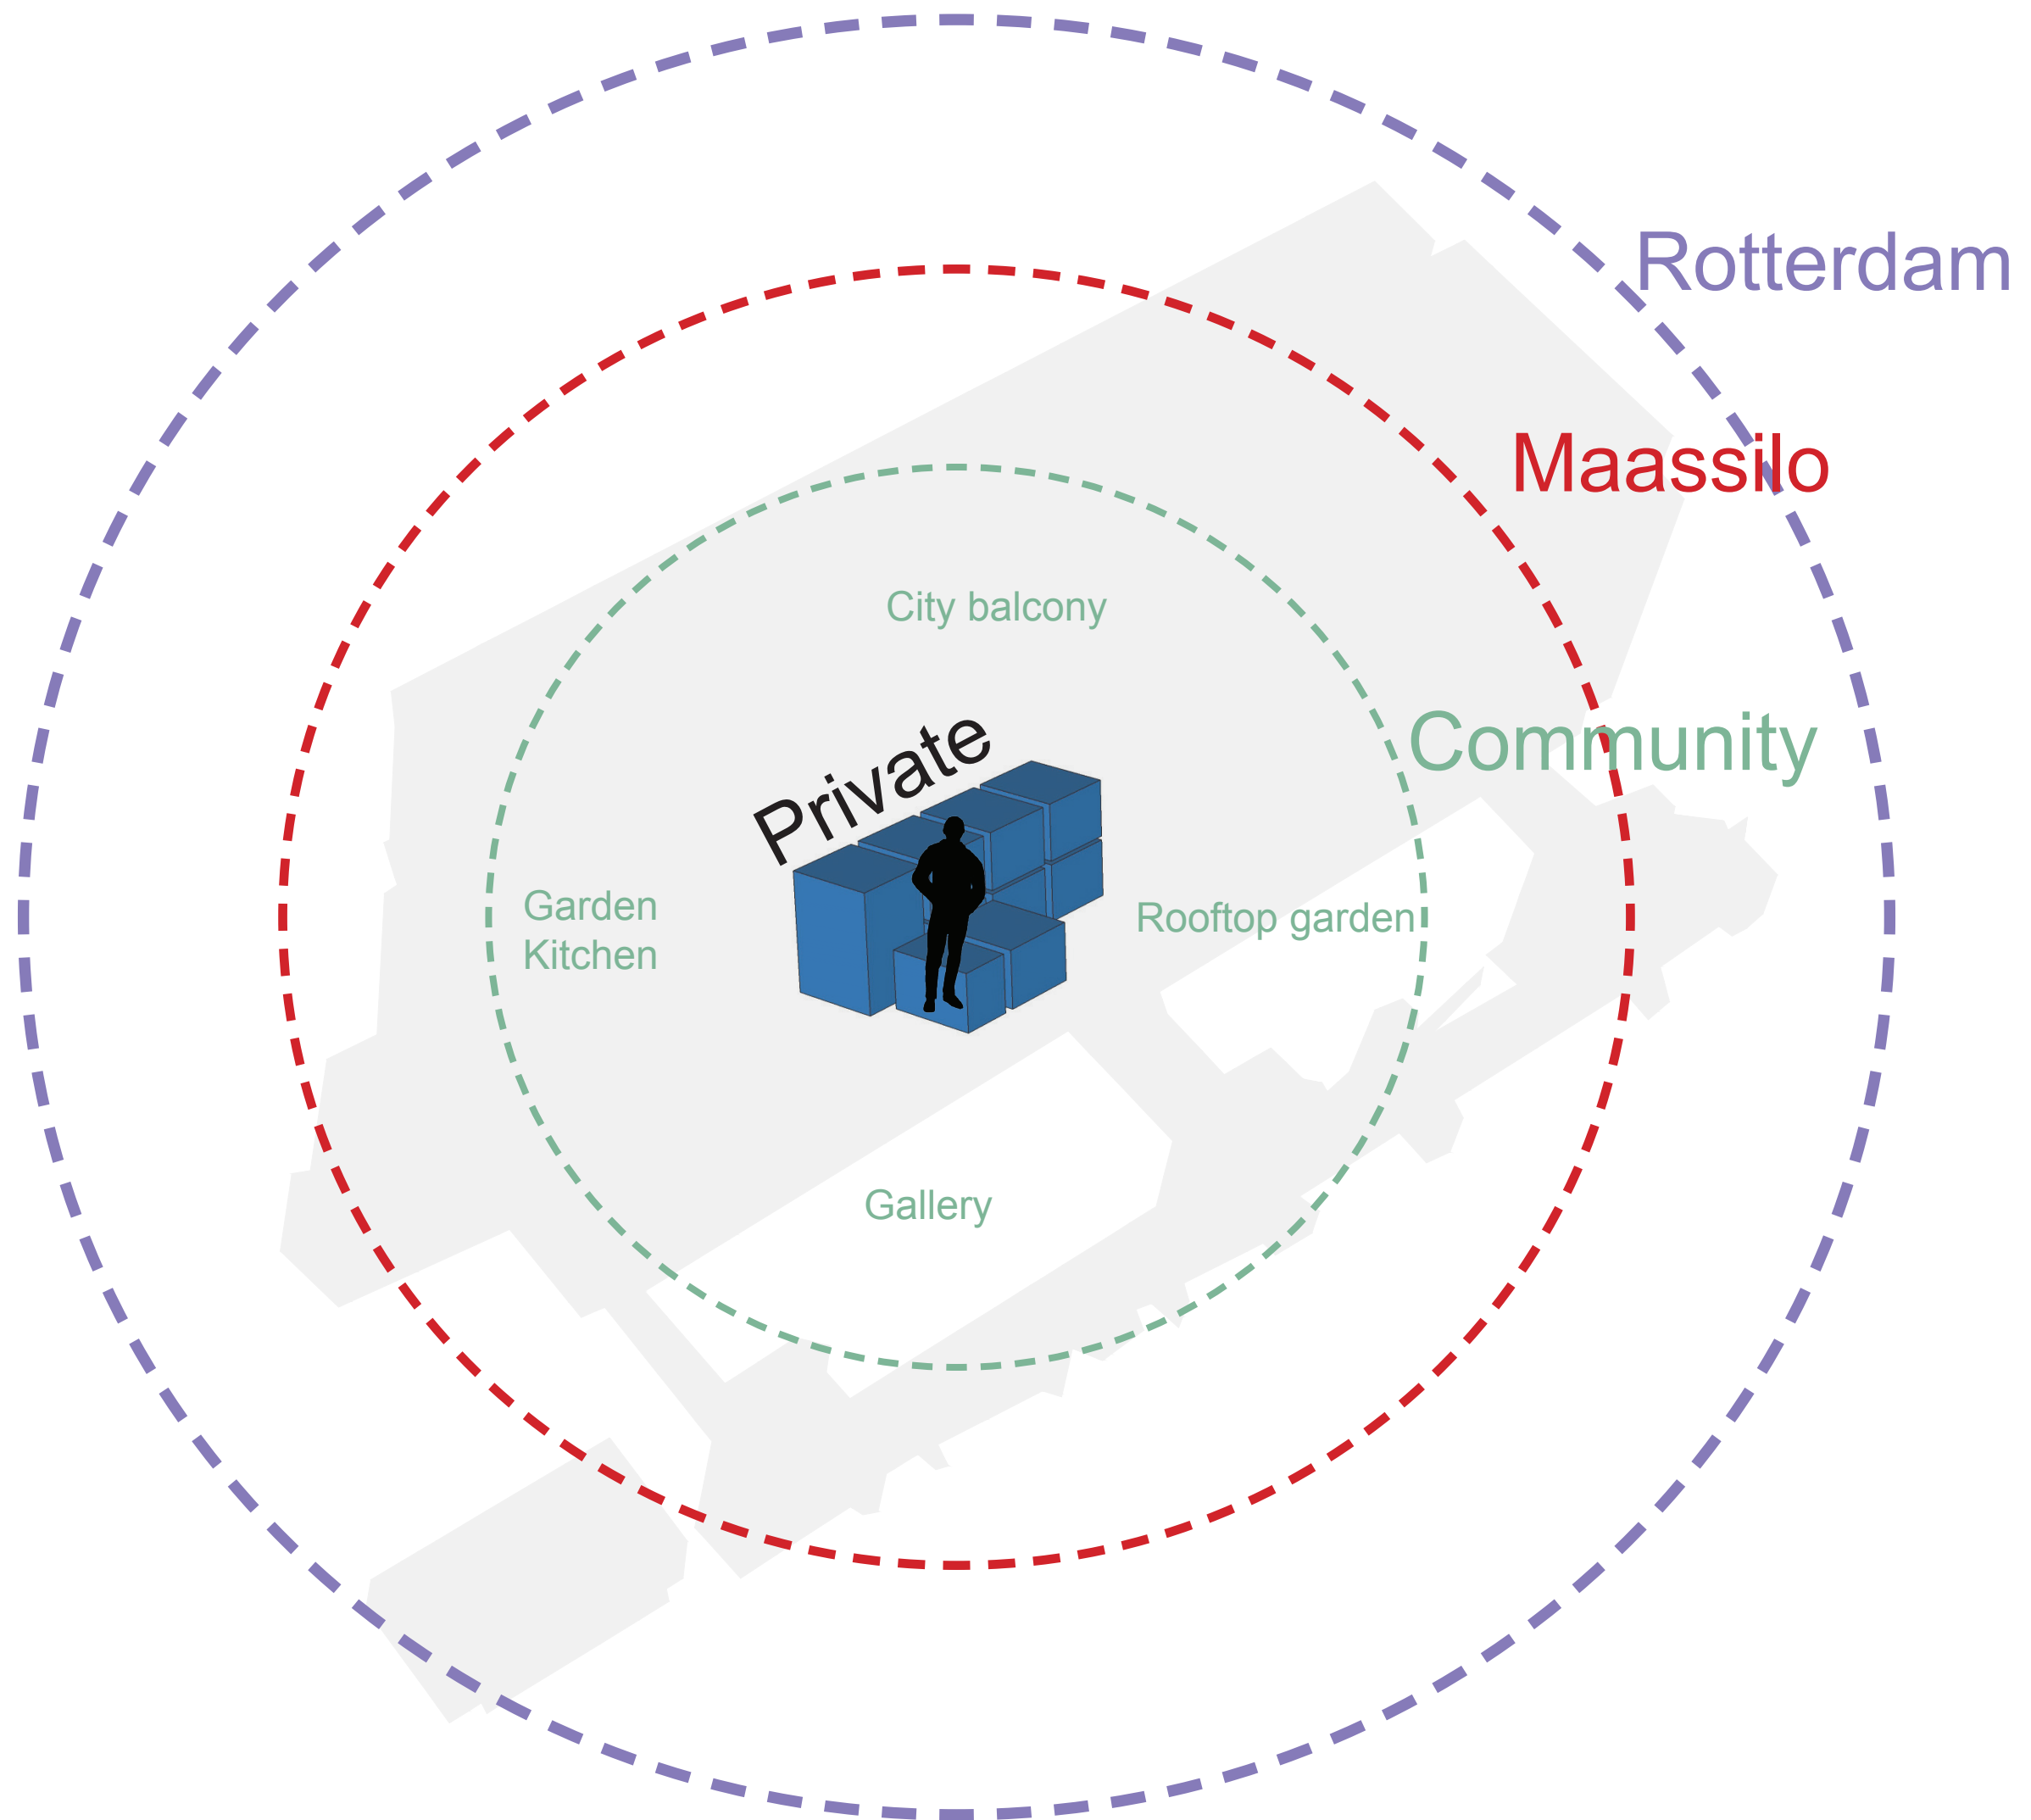 Rotterdam
Maassilo
City balcony
Community
Private
Garden
Kitchen
Rooftop garden
Gallery